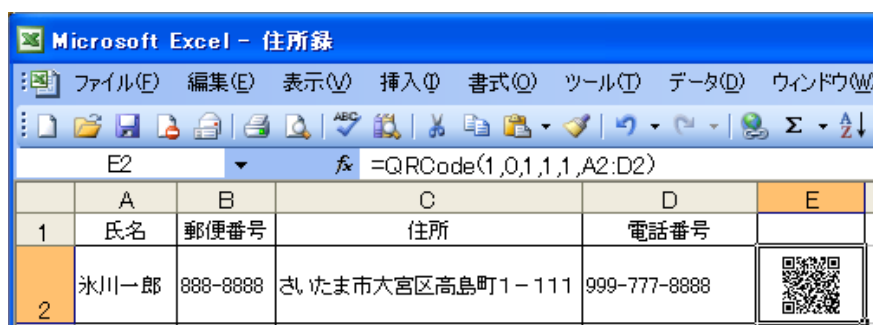 Microsoft Excel - 住所録
ファイル(F) 編集(E) 表示(V) 挿入(I) 書式(O) ツール(T) データ(D) ウィンドウ(W)
ABC Σ A Z
E2 fx =QRCode(1,0,1,1,1,A2:D2)
A B C D E
1 氏名 郵便番号 住所 電話番号
2 氷川一郎 888-8888 さいたま市大宮区高島町1-111 999-777-8888